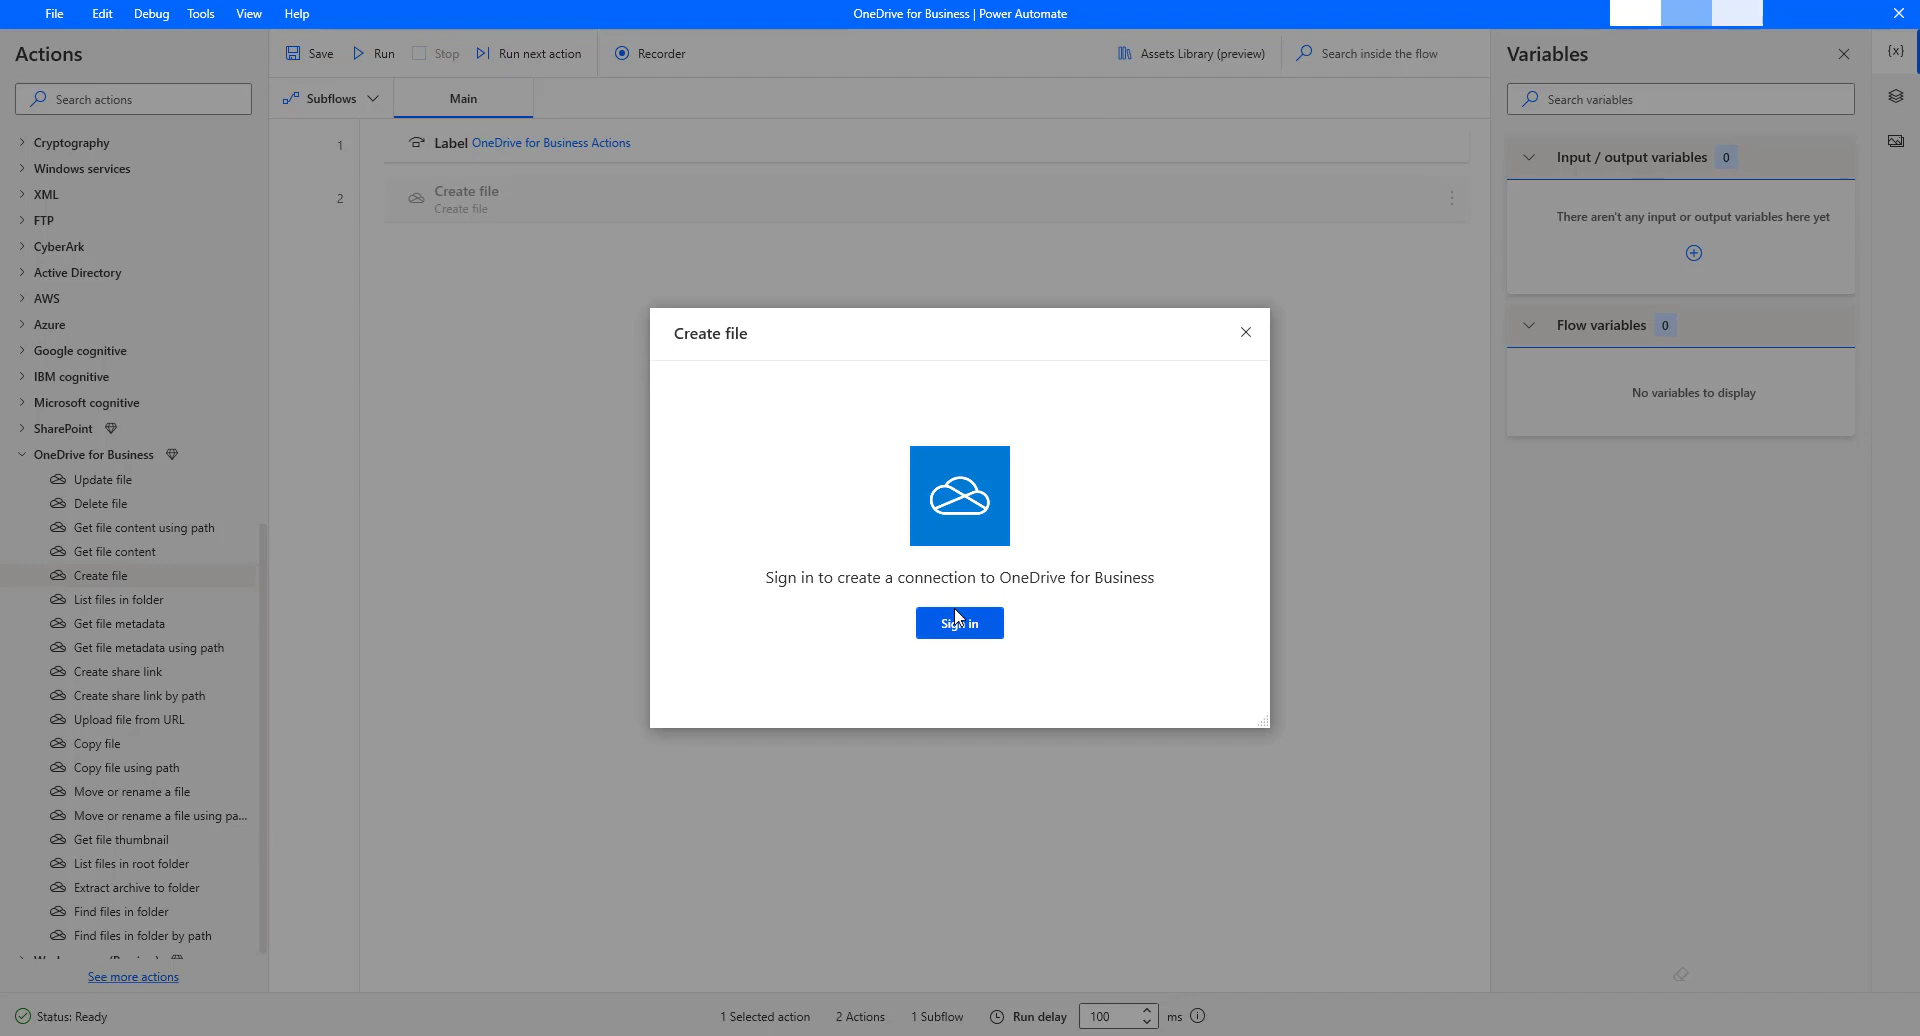 File Edit Debug Tools View Help
OneDrive for Business | Power Automate
Actions
Search actions
Cryptography
Windows services
XML
FTP
CyberArk
Active Directory
AWS
Azure
Google cognitive
IBM cognitive
Microsoft cognitive
SharePoint
OneDrive for Business
Update file
Delete file
Get file content using path
Get file content
Create file
List files in folder
Get file metadata
Get file metadata using path
Create share link
Create share link by path
Upload file from URL
Copy file
Copy file using path
Move or rename a file
Move or rename a file using pa...
Get file thumbnail
List files in root folder
Extract archive to folder
Find files in folder
Find files in folder by path
See more actions
Save Run Stop Run next action Recorder
Assets Library (preview) Search inside the flow
Subflows Main
1 Label OneDrive for Business Actions
2 Create file
Create file
Create file
Sign in to create a connection to OneDrive for Business
Sign in
Variables
{x}
Search variables
Input / output variables 0
There aren't any input or output variables here yet
Flow variables 0
No variables to display
Status: Ready
1 Selected action 2 Actions 1 Subflow Run delay 100 ms